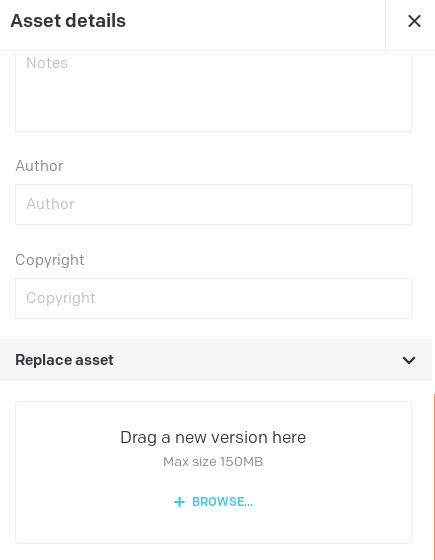 Asset details
Notes
Author
Author
Copyright
Copyright
Replace asset
Drag a new version here
Max size 150MB
BROWSE...